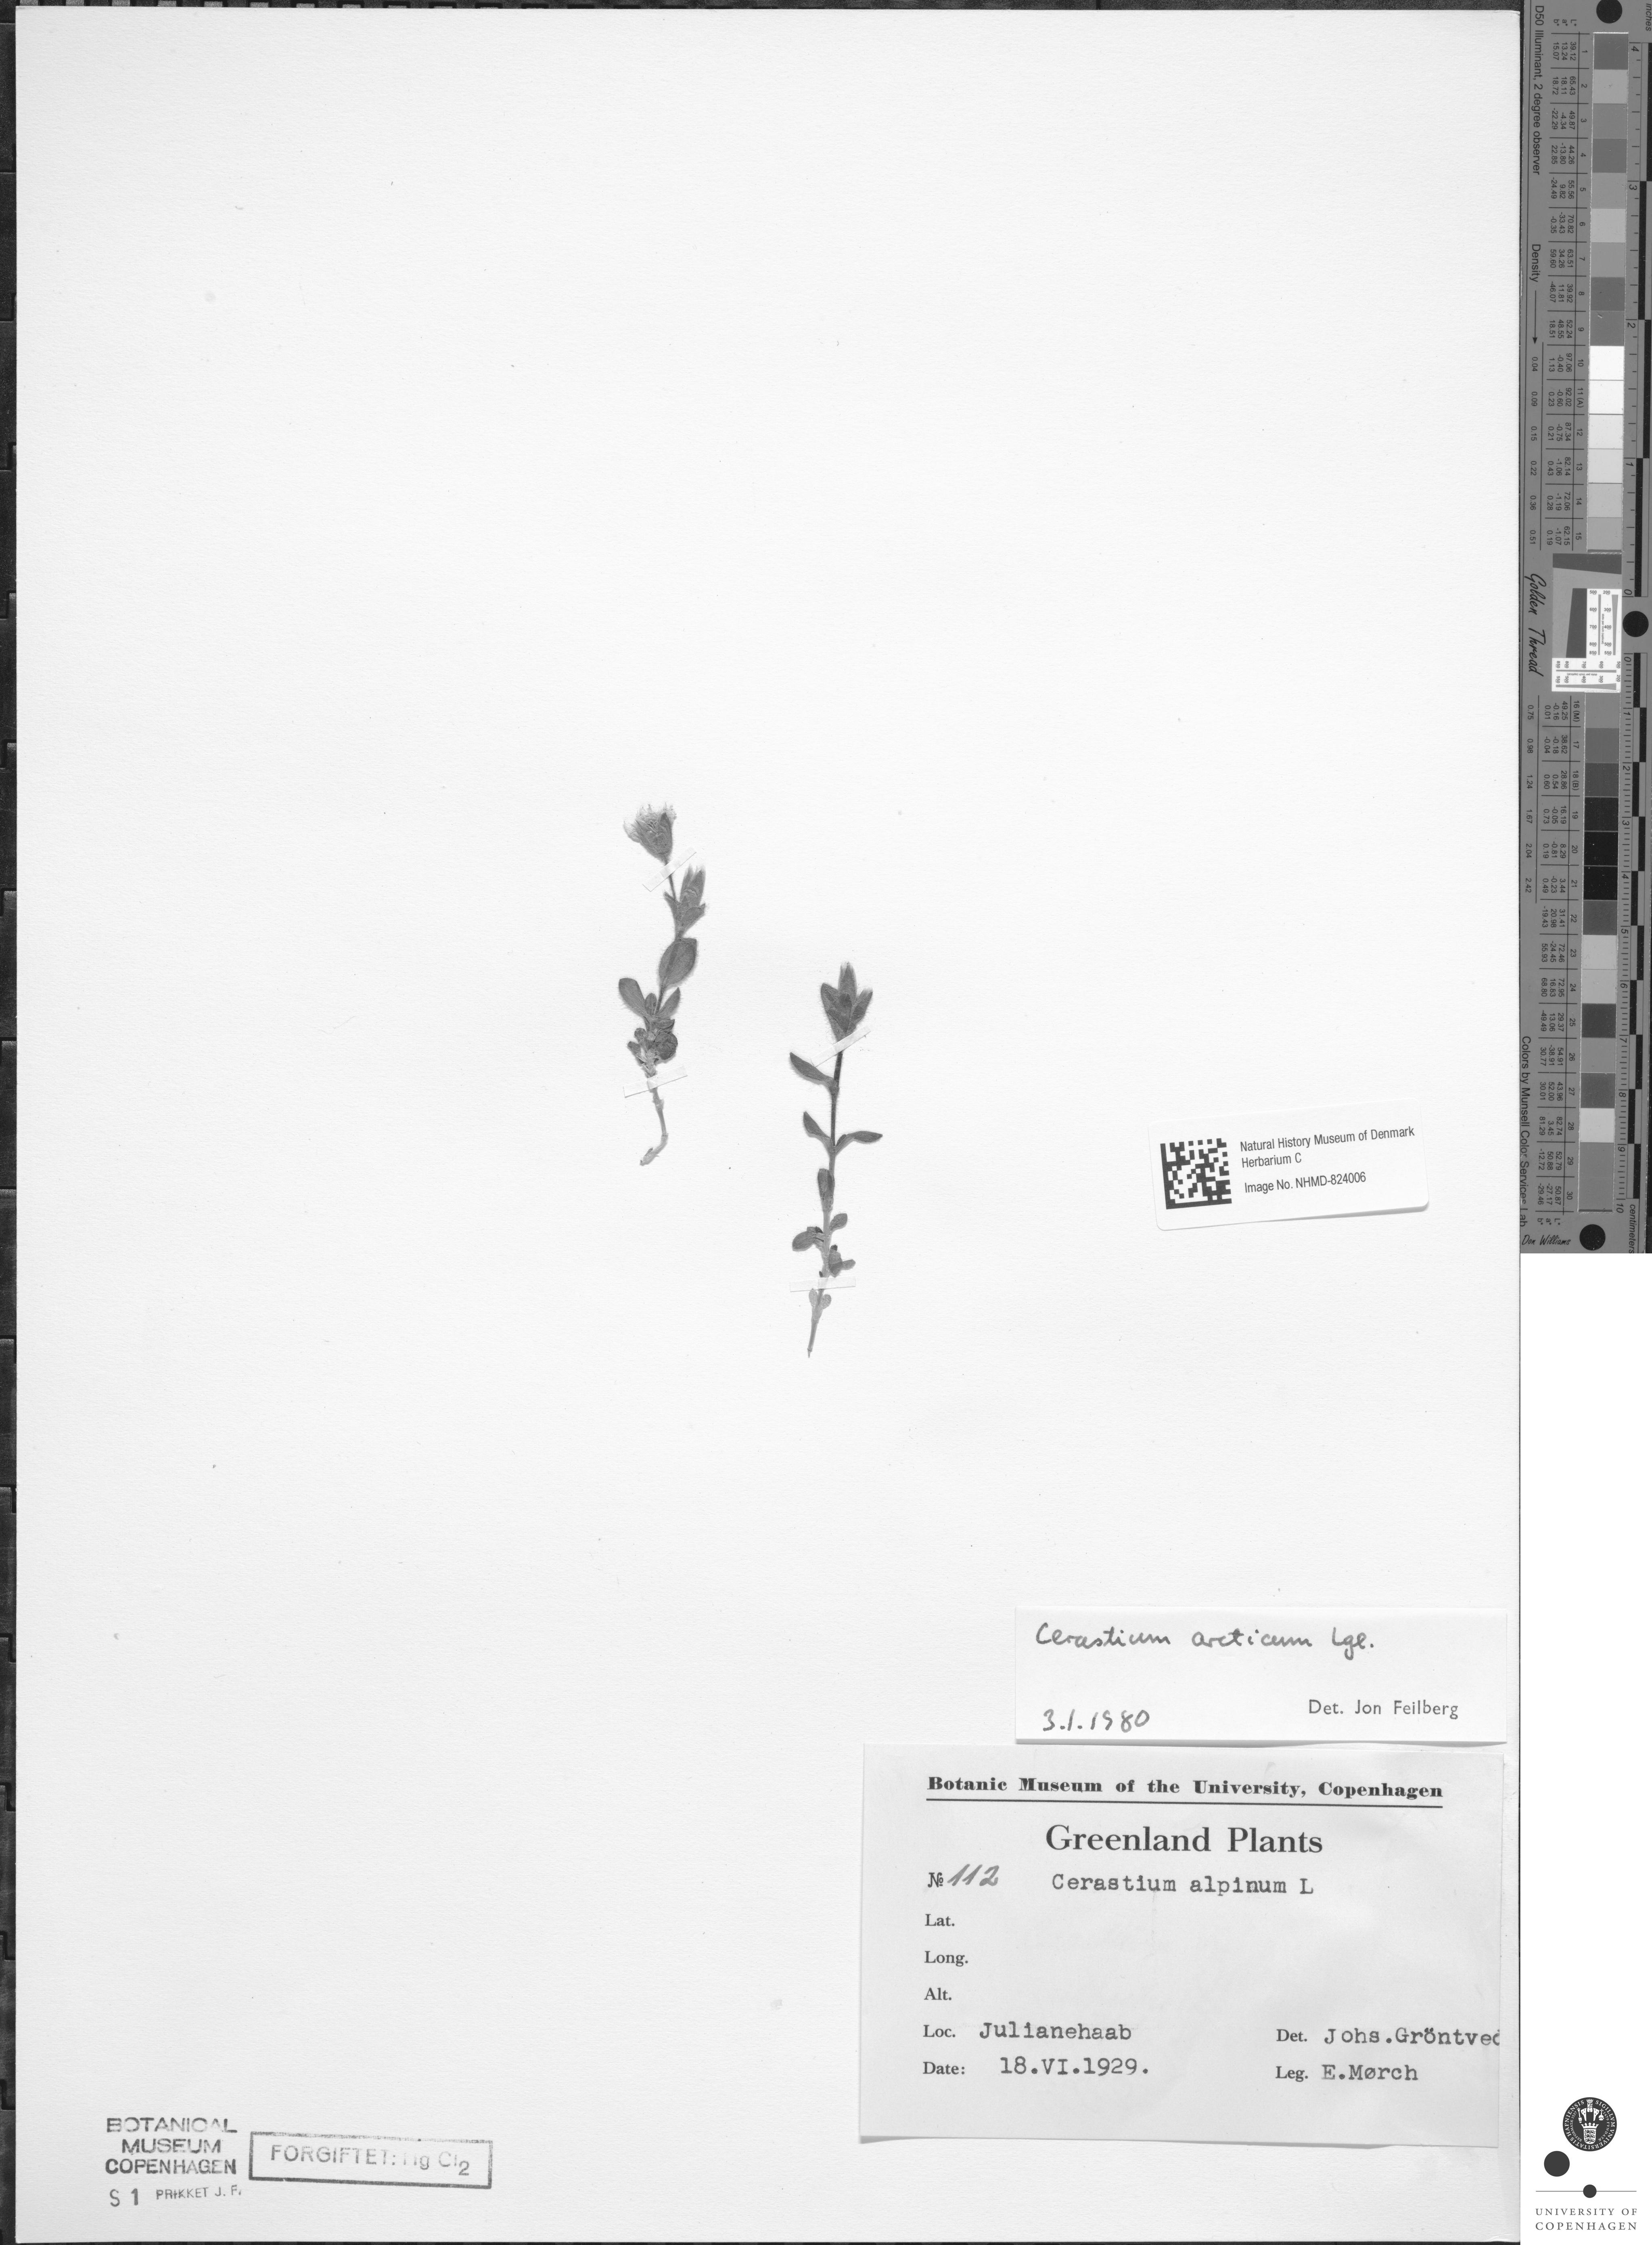 Natural History Museum of Denmark
Herbarium C
Image No. NHMD-824006
Cerastium arcticum Lge.
3.1.1980
Det. Jon Feilberg
Botanic Museum of the University, Copenhagen
Greenland Plants
№ 112 Cerastium alpinum L
Lat.
Long.
Alt.
Loc. Julianehaab Det. Johs.Gröntved
Date: 18.VI.1929. Leg. E.Mørch
BOTANICAL
MUSEUM
COPENHAGEN
FORGIFTET: Hg Cl2
S 1 PRIKKET J. F.
UNIVERSITY OF
COPENHAGEN
D50 Illuminant, 2 degree observer
Density
Golden Thread
Colors by Munsell Color Services Lab
Don Williams
inches
centimeters